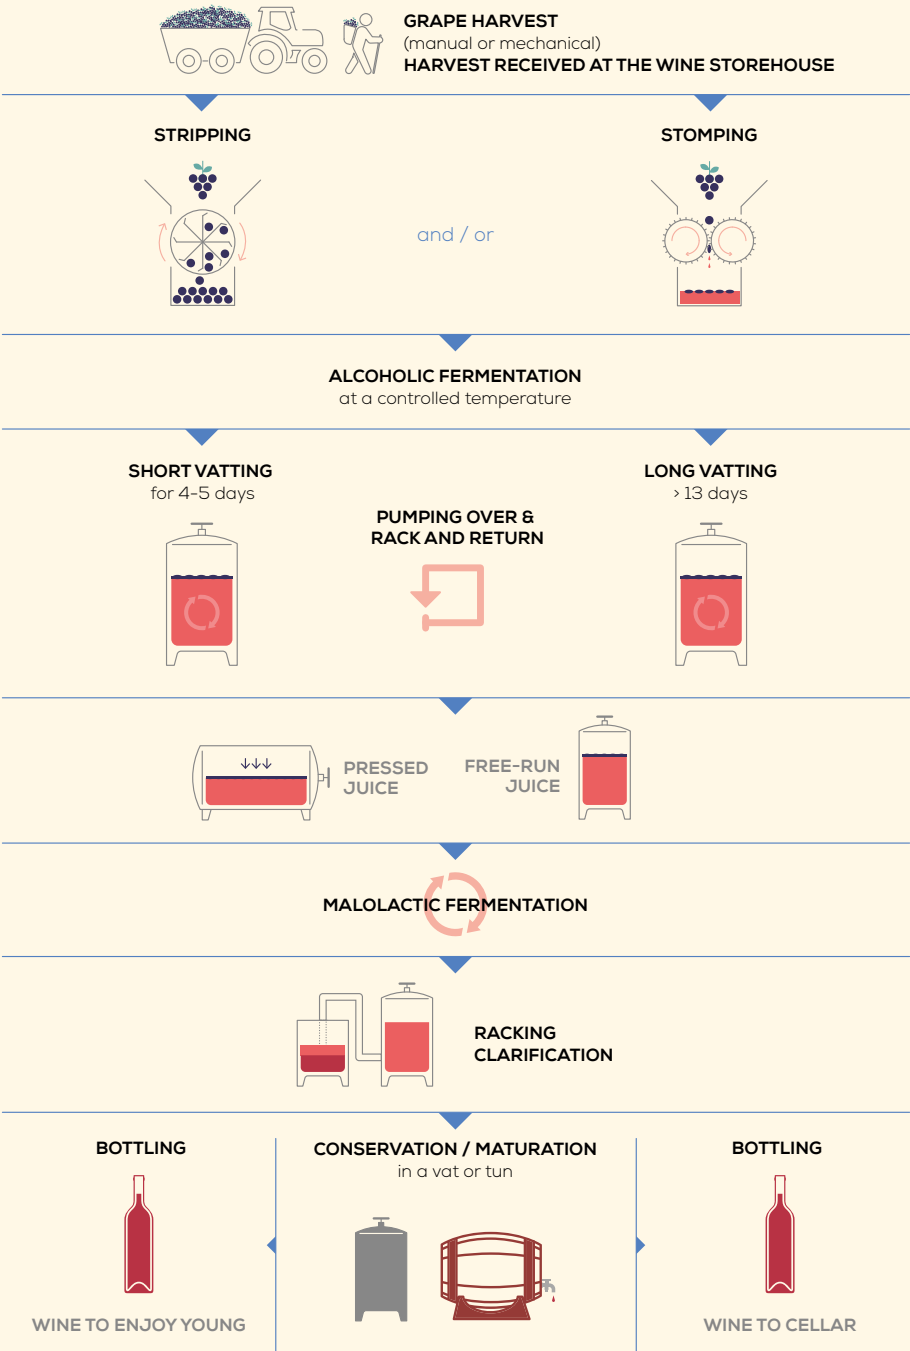 GRAPE HARVEST
(manual or mechanical)
HARVEST RECEIVED AT THE WINE STOREHOUSE
STRIPPING
STOMPING
and / or
ALCOHOLIC FERMENTATION
at a controlled temperature
SHORT VATTING
for 4-5 days
LONG VATTING
> 13 days
PUMPING OVER &
RACK AND RETURN
PRESSED
JUICE
FREE-RUN
JUICE
MALOLACTIC FERMENTATION
RACKING
CLARIFICATION
BOTTLING
CONSERVATION / MATURATION
in a vat or tun
BOTTLING
WINE TO ENJOY YOUNG
WINE TO CELLAR